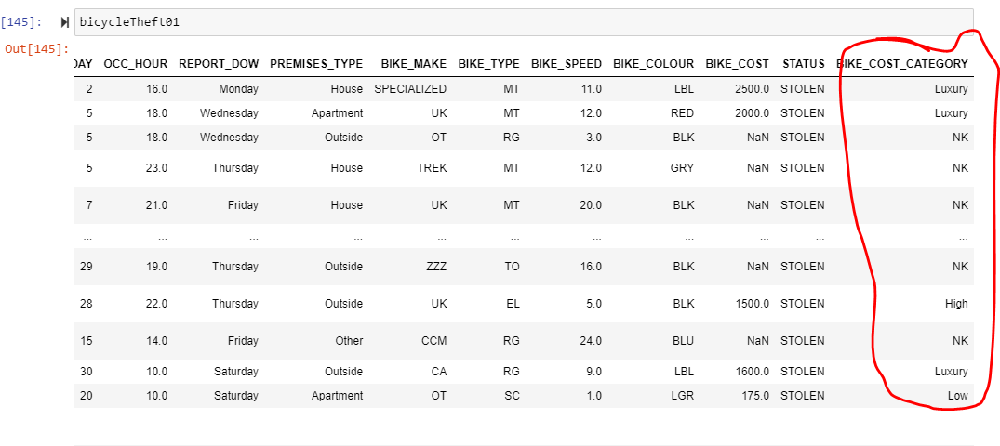 [145]: bicycleTheft01
Out[145]:
DAY OCC_HOUR REPORT_DOW PREMISES_TYPE BIKE_MAKE BIKE_TYPE BIKE_SPEED BIKE_COLOUR BIKE_COST STATUS BIKE_COST_CATEGORY
2 16.0 Monday House SPECIALIZED MT 11.0 LBL 2500.0 STOLEN Luxury
5 18.0 Wednesday Apartment UK MT 12.0 RED 2000.0 STOLEN Luxury
5 18.0 Wednesday Outside OT RG 3.0 BLK NaN STOLEN NK
5 23.0 Thursday House TREK MT 12.0 GRY NaN STOLEN NK
7 21.0 Friday House UK MT 20.0 BLK NaN STOLEN NK
... ... ... ... ... ... ... ... ... ... ...
29 19.0 Thursday Outside ZZZ TO 16.0 BLK NaN STOLEN NK
28 22.0 Thursday Outside UK EL 5.0 BLK 1500.0 STOLEN High
15 14.0 Friday Other CCM RG 24.0 BLU NaN STOLEN NK
30 10.0 Saturday Outside CA RG 9.0 LBL 1600.0 STOLEN Luxury
20 10.0 Saturday Apartment OT SC 1.0 LGR 175.0 STOLEN Low